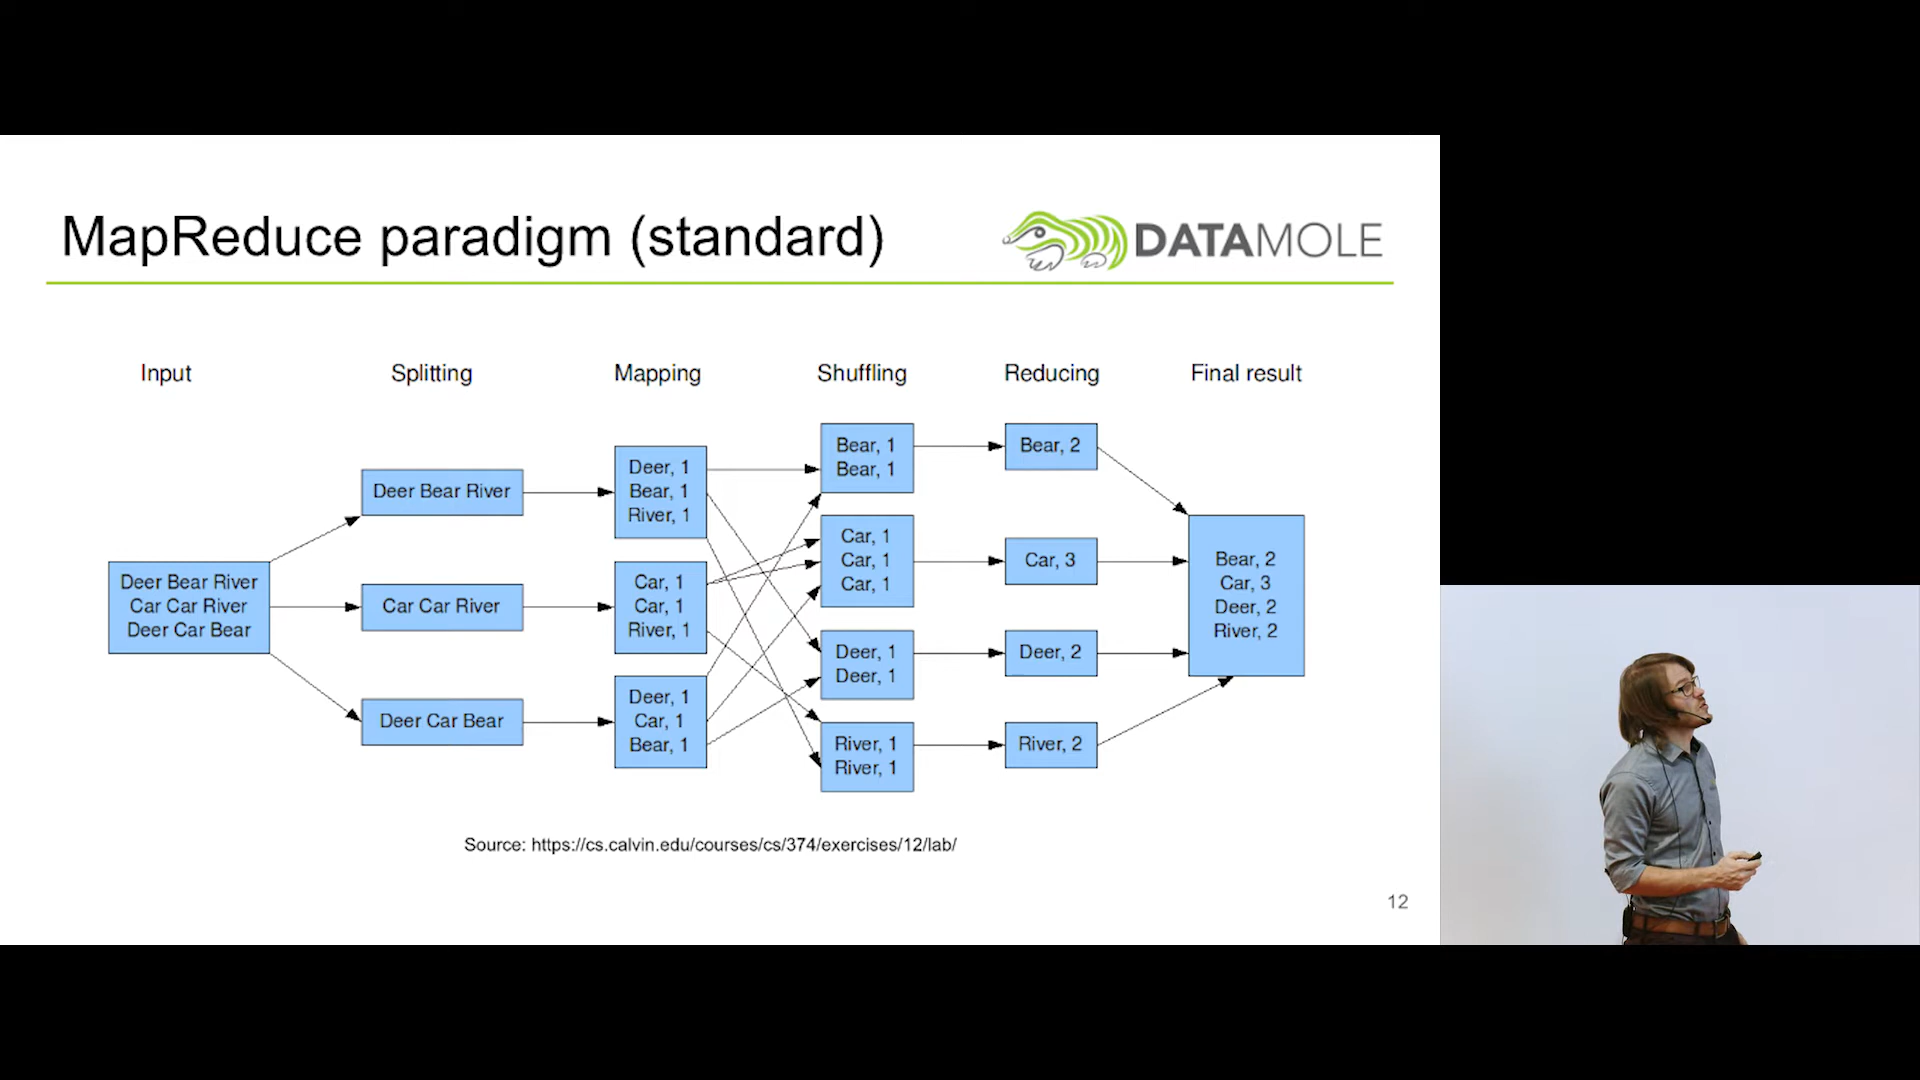 MapReduce paradigm (standard)
DATAMOLE
Input
Splitting
Mapping
Shuffling
Reducing
Final result
Deer Bear River
Car Car River
Deer Car Bear
Deer Bear River
Car Car River
Deer Car Bear
Deer, 1
Bear, 1
River, 1
Car, 1
Car, 1
River, 1
Deer, 1
Car, 1
Bear, 1
Bear, 1
Bear, 1
Car, 1
Car, 1
Car, 1
Deer, 1
Deer, 1
River, 1
River, 1
Bear, 2
Car, 3
Deer, 2
River, 2
Bear, 2
Car, 3
Deer, 2
River, 2
Source: https://cs.calvin.edu/courses/cs/374/exercises/12/lab/
12